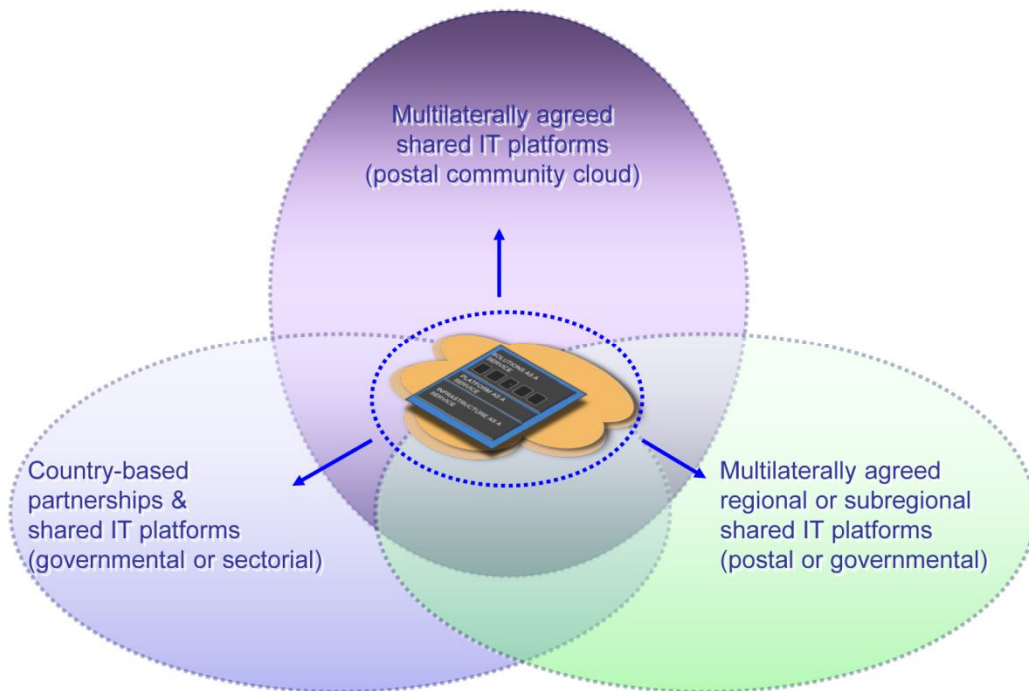 Multilaterally agreed
shared IT platforms
(postal community cloud)
SOLUTIONS AS A
SERVICE
PLATFORM AS A
SERVICE
INFRASTRUCTURE AS A
SERVICE
Country-based
partnerships &
shared IT platforms
(governmental or sectorial)
Multilaterally agreed
regional or subregional
shared IT platforms
(postal or governmental)